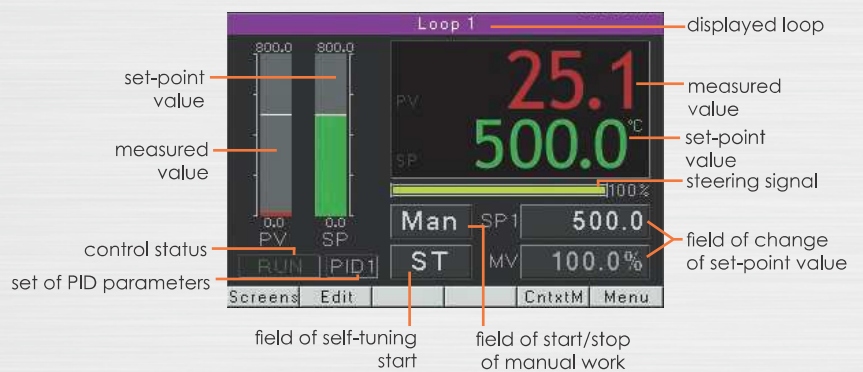 Loop 1
displayed loop
800.0 800.0
set-point
value
measured
value
PV 25.1
measured
value
SP 500.0 °C
set-point
value
steering signal
100%
0.0 0.0
PV SP
Man SP1 500.0
control status
RUN PID1
set of PID parameters
ST MV 100.0%
field of change
of set-point value
Screens Edit CntxtM Menu
field of self-tuning
start
field of start/stop
of manual work